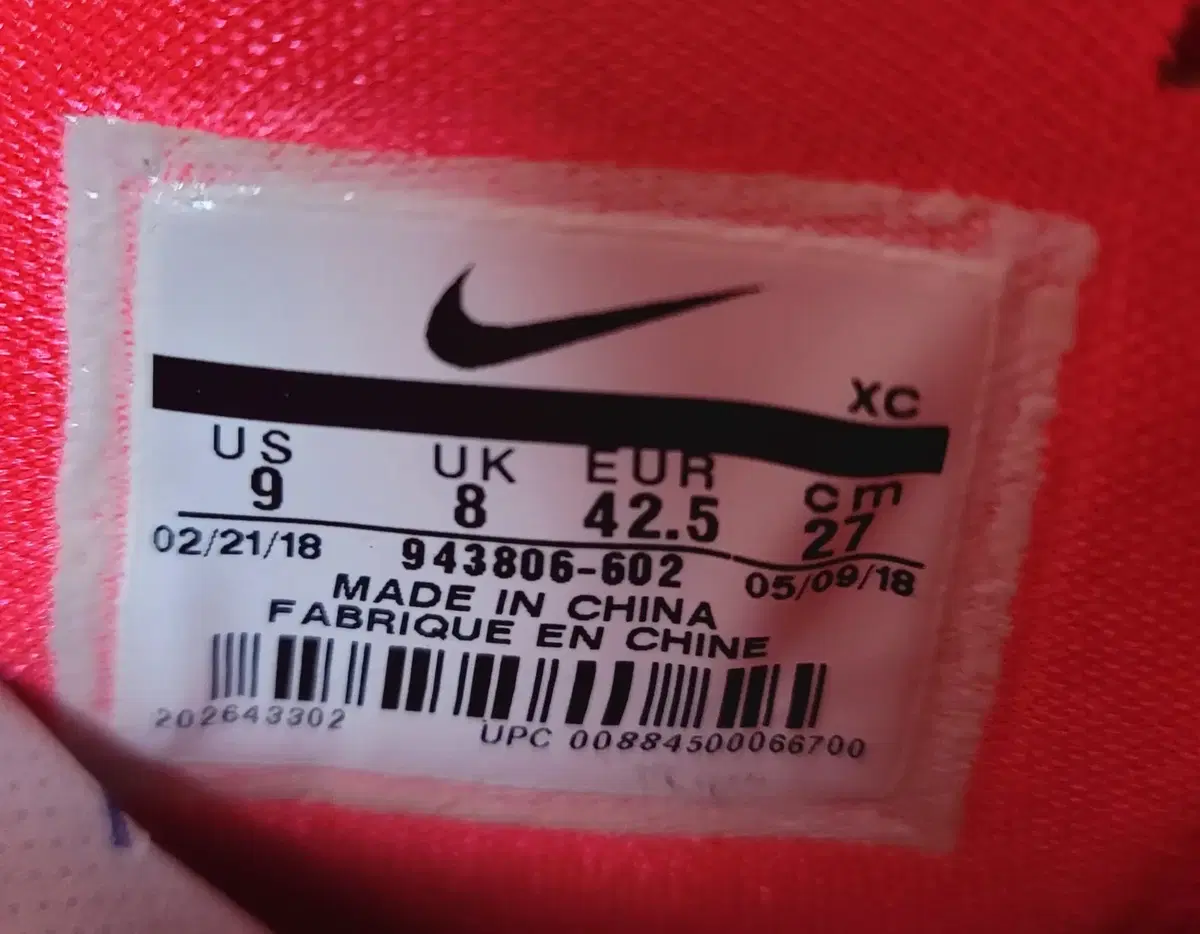 XC
US UK EUR cm
9 8 42.5 27
02/21/18 943806-602 05/09/18
MADE IN CHINA
FABRIQUE EN CHINE
202643302 UPC 00884500066700